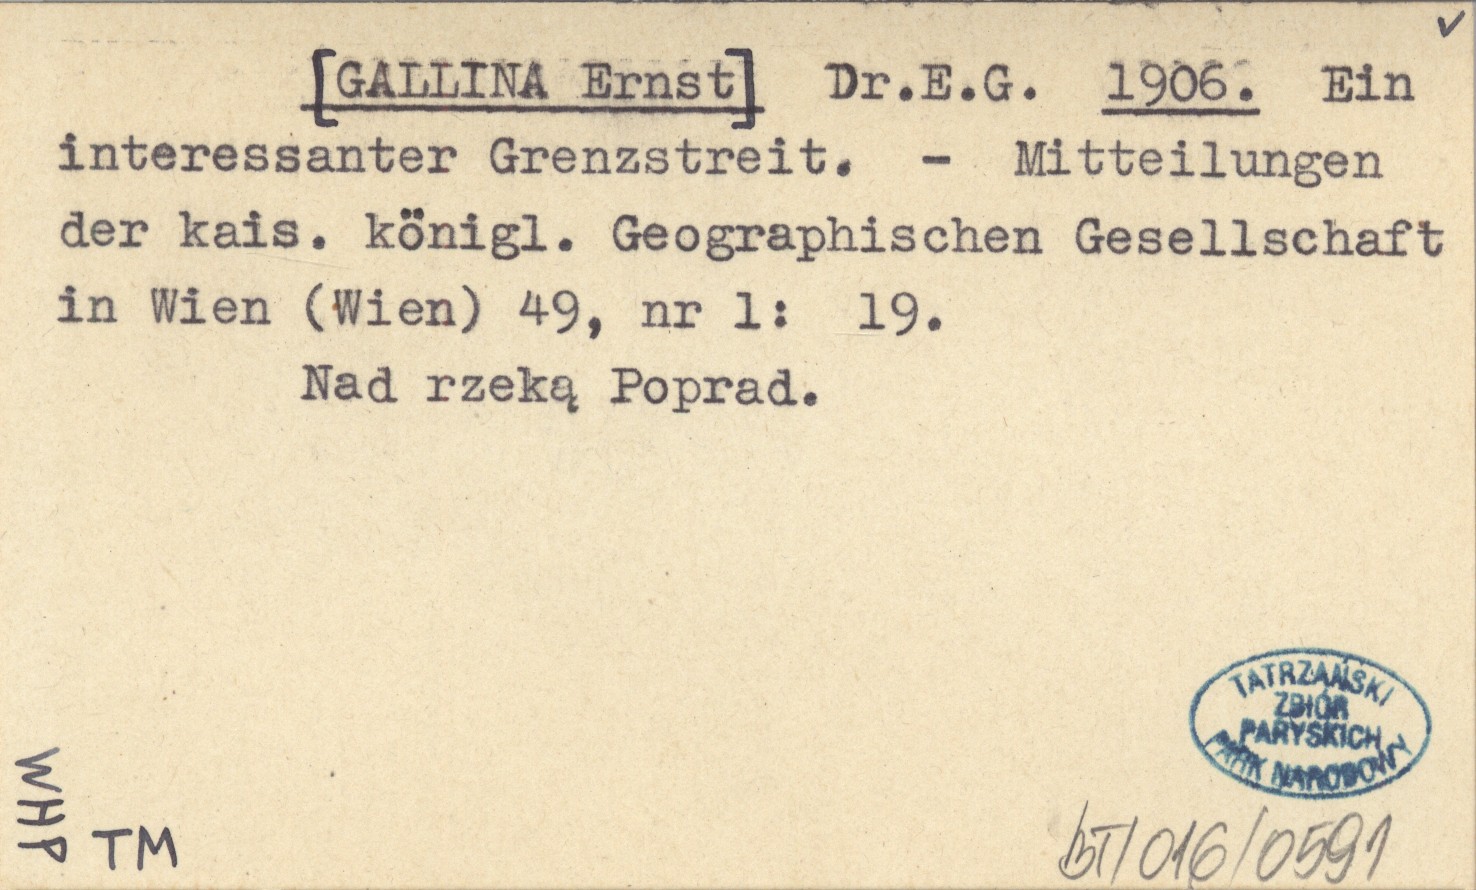 [GALLINA Ernst] Dr.E.G. 1906. Ein
interessanter Grenzstreit. - Mitteilungen
der kais. königl. Geographischen Gesellschaft
in Wien (Wien) 49, nr 1: 19.
Nad rzeką Poprad.
TATRZAŃSKI
ZBIÓR
PARYSKICH
PARK NARODOWY
WHP
TM
BT/016/0591